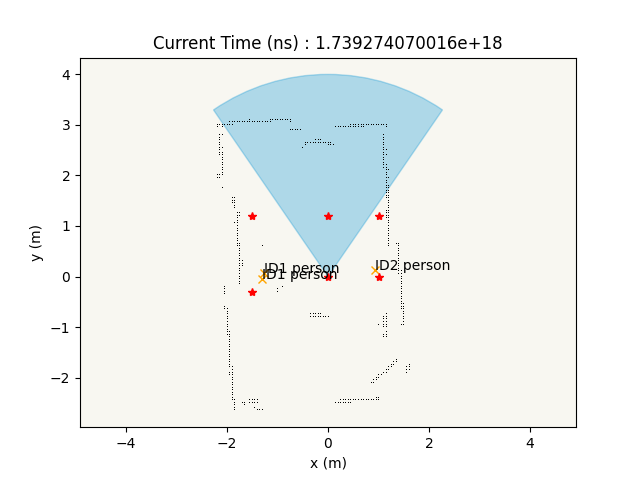 Current Time (ns) : 1.739274070016e+18
4
3
2
1
0
−1
−2
y (m)
ID1 person
ID1 person
ID2 person
−4
−2
0
2
4
x (m)